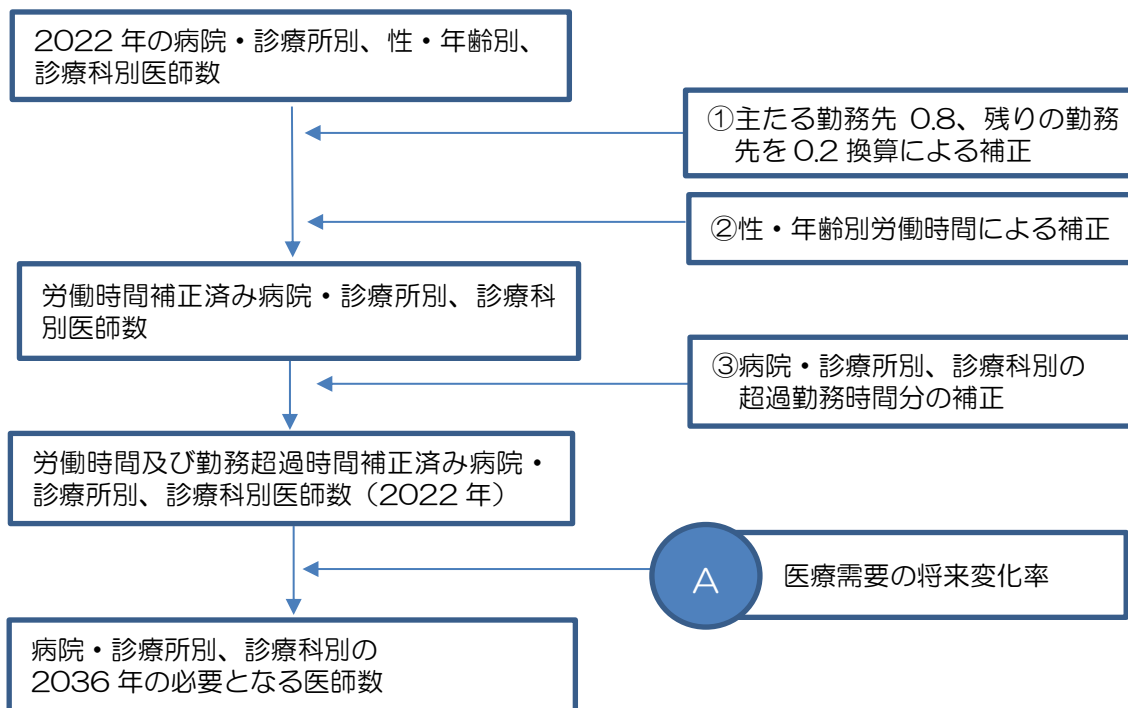 2022 年の病院・診療所別、性・年齢別、
診療科別医師数
①主たる勤務先 0.8、残りの勤務
先を 0.2 換算による補正
②性・年齢別労働時間による補正
労働時間補正済み病院・診療所別、診療科
別医師数
③病院・診療所別、診療科別の
超過勤務時間分の補正
労働時間及び勤務超過時間補正済み病院・
診療所別、診療科別医師数（2022 年）
A 医療需要の将来変化率
病院・診療所別、診療科別の
2036 年の必要となる医師数